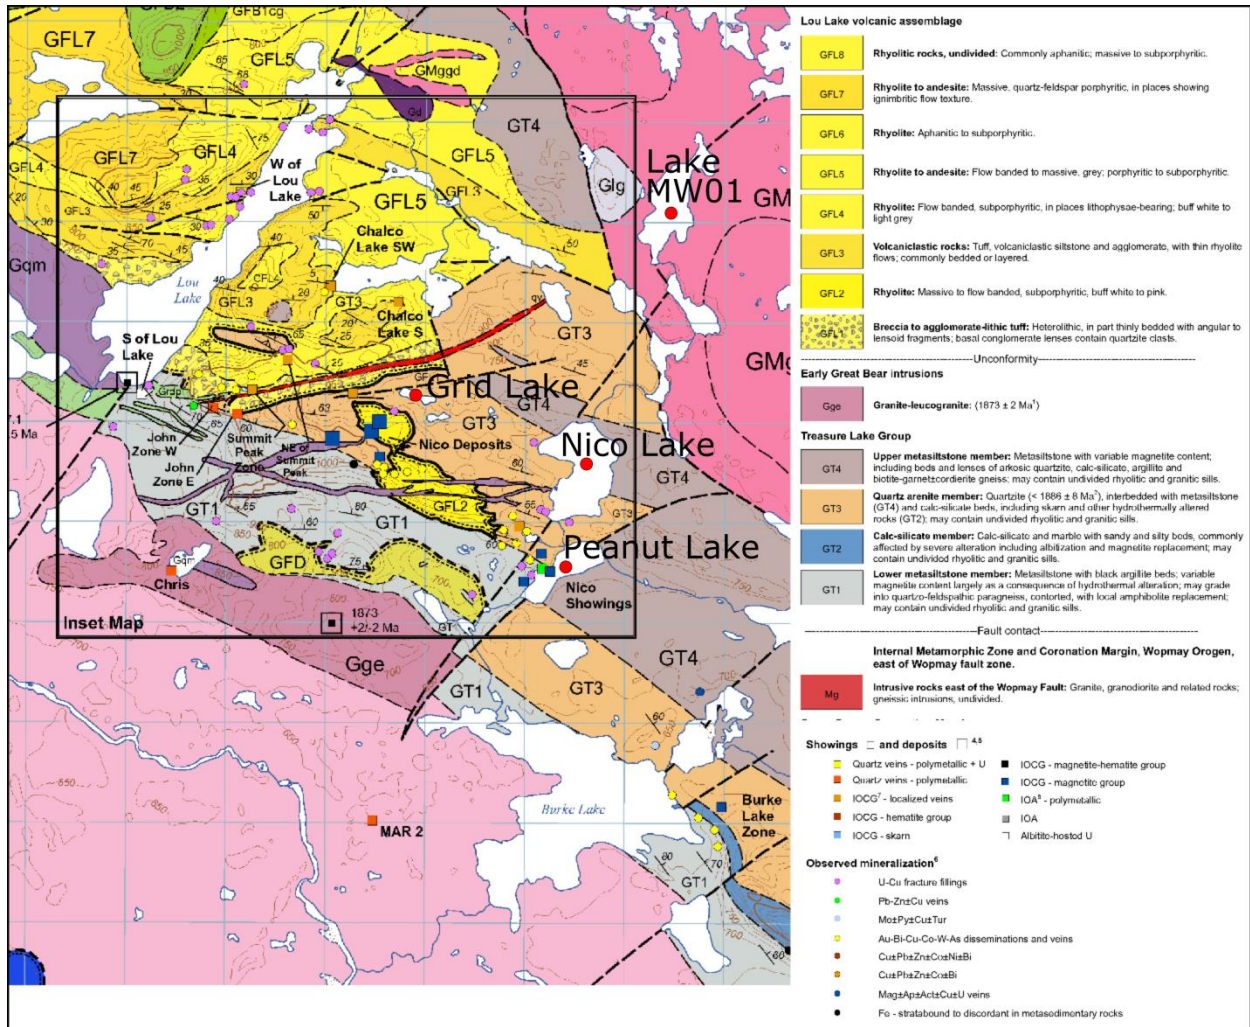 GFL7
GFB1cg
GFL5
GMggd
Gd
GT4
GFL7
GFL4
GFL4
W of
Lou
Lake
GFL5
GFL3
GFL5
Glg
Lake
MW01
GM
GFL3
Chalco
Lake SW
Gqm
Lou
Lake
GFL3
GFL4
GT3
Chalco
Lake S
qv
GT3
S of Lou
Lake
GT4
Grid Lake
7.1
.5 Ma
John
Zone W
John
Zone E
Summit
Peak
Zone
NE of
Summit
Peak
GT3
Nico Deposits
Nico Lake
GT4
GT1
GT1
GFL2
GT3
GFD
Peanut Lake
Gqm
Chris
Nico
Showings
Inset Map
1873
+2/-2 Ma
GT
Gge
GT1
GT3
GT4
Burke Lake
Burke
Lake
Zone
MAR 2
GT1
Lou Lake volcanic assemblage
GFL8 Rhyolitic rocks, undivided: Commonly aphanitic; massive to subporphyritic.
GFL7 Rhyolite to andesite: Massive, quartz-feldspar porphyritic, in places showing
ignimbritic flow texture.
GFL6 Rhyolite: Aphanitic to subporphyritic.
GFL5 Rhyolite to andesite: Flow banded to massive, grey; porphyritic to subporphyritic.
GFL4 Rhyolite: Flow banded, subporphyritic, in places lithophysae-bearing; buff white to
light grey
GFL3 Volcaniclastic rocks: Tuff, volcaniclastic siltstone and agglomerate, with thin rhyolite
flows; commonly bedded or layered.
GFL2 Rhyolite: Massive to flow banded, subporphyritic, buff white to pink.
GFL1 Breccia to agglomerate-lithic tuff: Heterolithic, in part thinly bedded with angular to
lensoid fragments; basal conglomerate lenses contain quartzite clasts.
Unconformity
Early Great Bear intrusions
Gge Granite-leucogranite: (1873 ± 2 Ma¹)
Treasure Lake Group
GT4 Upper metasiltstone member: Metasiltstone with variable magnetite content;
including beds and lenses of arkosic quartzite, calc-silicate, argillite and
biotite-garnet±cordierite gneiss; may contain undivided rhyolitic and granitic sills.
GT3 Quartz arenite member: Quartzite (< 1886 ± 8 Ma²), interbedded with metasiltstone
(GT4) and calc-silicate beds, including skarn and other hydrothermally altered
rocks (GT2); may contain undivided rhyolitic and granitic sills.
GT2 Calc-silicate member: Calc-silicate and marble with sandy and silty beds, commonly
affected by severe alteration including albitization and magnetite replacement; may
contain undivided rhyolitic and granitic sills.
GT1 Lower metasiltstone member: Metasiltstone with black argillite beds; variable
magnetite content largely as a consequence of hydrothermal alteration; may grade
into quartzo-feldspathic paragneiss, contorted, with local amphibolite replacement;
may contain undivided rhyolitic and granitic sills.
Fault contact
Internal Metamorphic Zone and Coronation Margin, Wopmay Orogen,
east of Wopmay fault zone.
Mg Intrusive rocks east of the Wopmay Fault: Granite, granodiorite and related rocks;
gneissic intrusions, undivided.
Showings and deposits 4,5
Quartz veins - polymetallic + U
Quartz veins - polymetallic
IOCG⁷ - localized veins
IOCG - hematite group
IOCG - skarn
IOCG - magnetite-hematite group
IOCG - magnetite group
IOA⁸ - polymetallic
IOA
Albitite-hosted U
Observed mineralization⁶
U-Cu fracture fillings
Pb-Zn±Cu veins
Mo±Py±Cu±Tur
Au-Bi-Cu-Co-W-As disseminations and veins
Cu±Pb±Zn±Co±Ni±Bi
Cu±Pb±Zn±Co±Bi
Mag±Ap±Act±Cu±U veins
Fe - stratabound to discordant in metasedimentary rocks